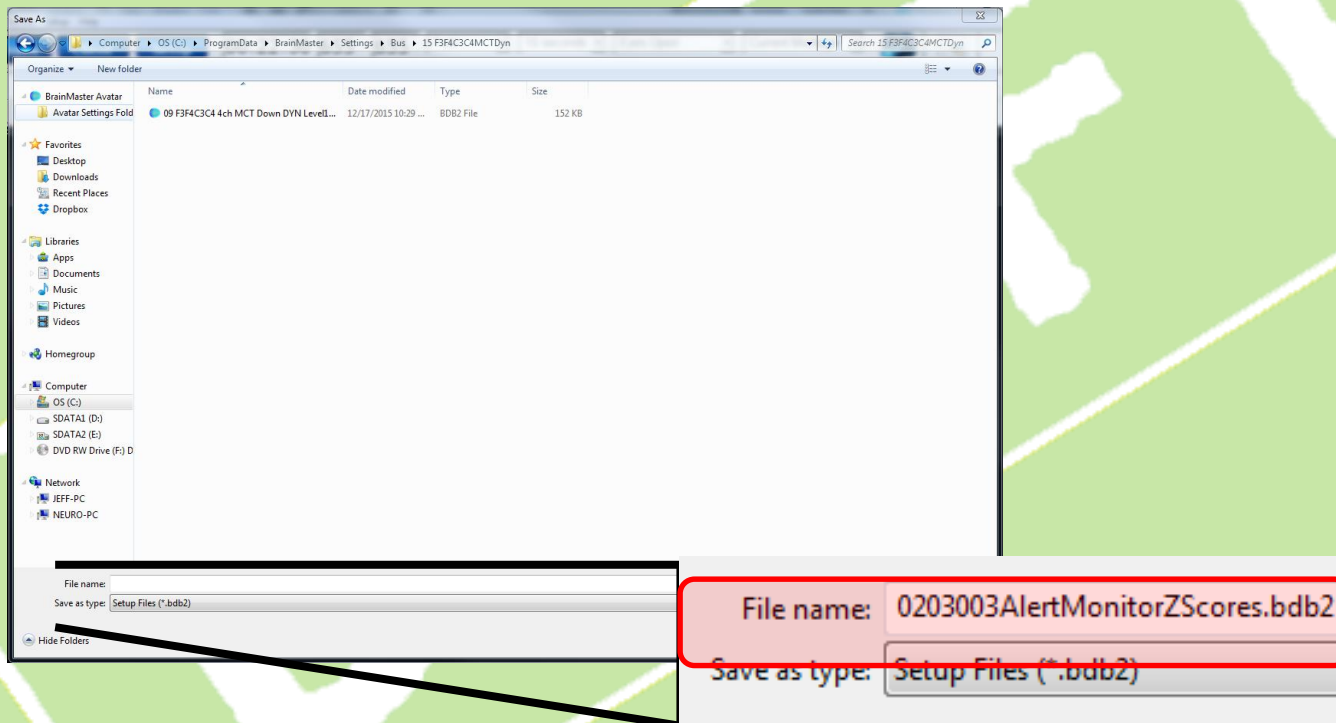 Save As
Computer ▸ OS (C:) ▸ ProgramData ▸ BrainMaster ▸ Settings ▸ Bus ▸ 15 F3F4C3C4MCTDyn
Search 15 F3F4C3C4MCTDyn
Organize
New folder
Name
Date modified
Type
Size
BrainMaster Avatar
Avatar Settings Fold
09 F3F4C3C4 4ch MCT Down DYN Level1...
12/17/2015 10:29 ...
BDB2 File
152 KB
Favorites
Desktop
Downloads
Recent Places
Dropbox
Libraries
Apps
Documents
Music
Pictures
Videos
Homegroup
Computer
OS (C:)
SDATA1 (D:)
SDATA2 (E:)
DVD RW Drive (F:) D
Network
JEFF-PC
NEURO-PC
File name:
Save as type: Setup Files (*.bdb2)
Hide Folders
File name: 0203003AlertMonitorZScores.bdb2
Save as type: Setup Files (*.bdb2)